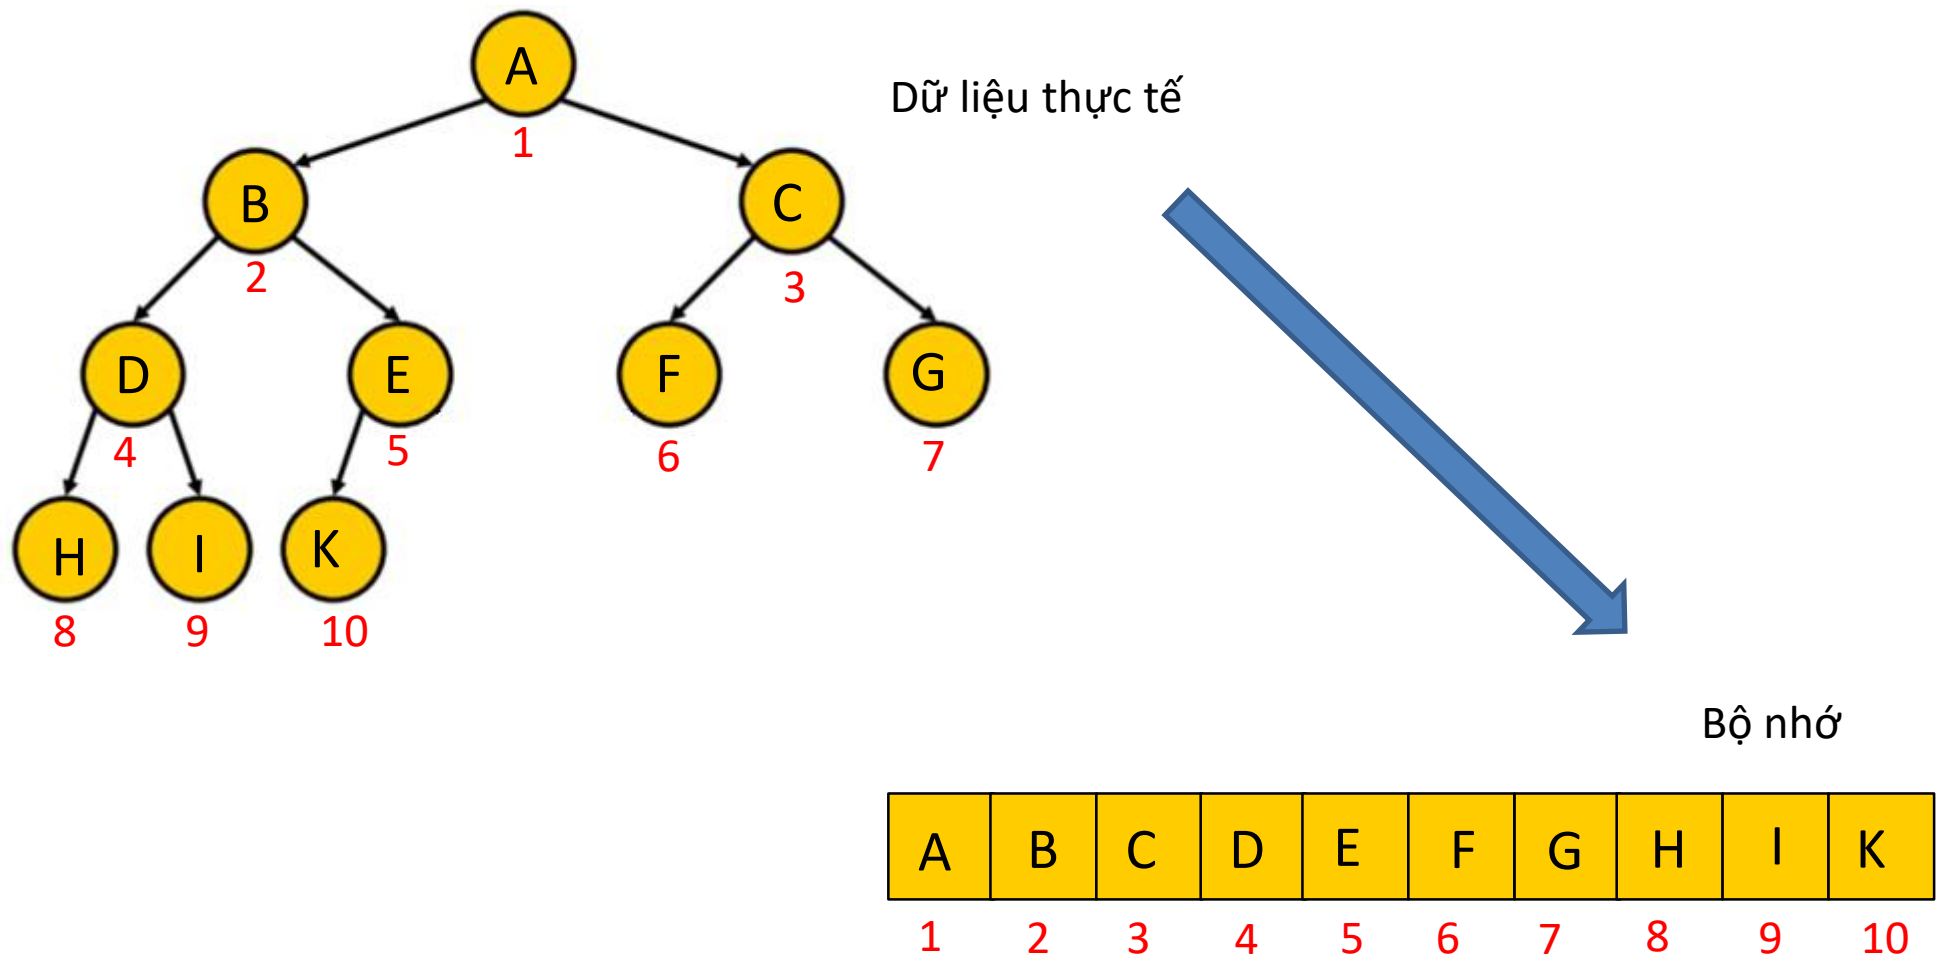 A
Dữ liệu thực tế
1
B C
2 3
D E F G
4 5 6 7
H I K
8 9 10
Bộ nhớ
A B C D E F G H I K
1 2 3 4 5 6 7 8 9 10